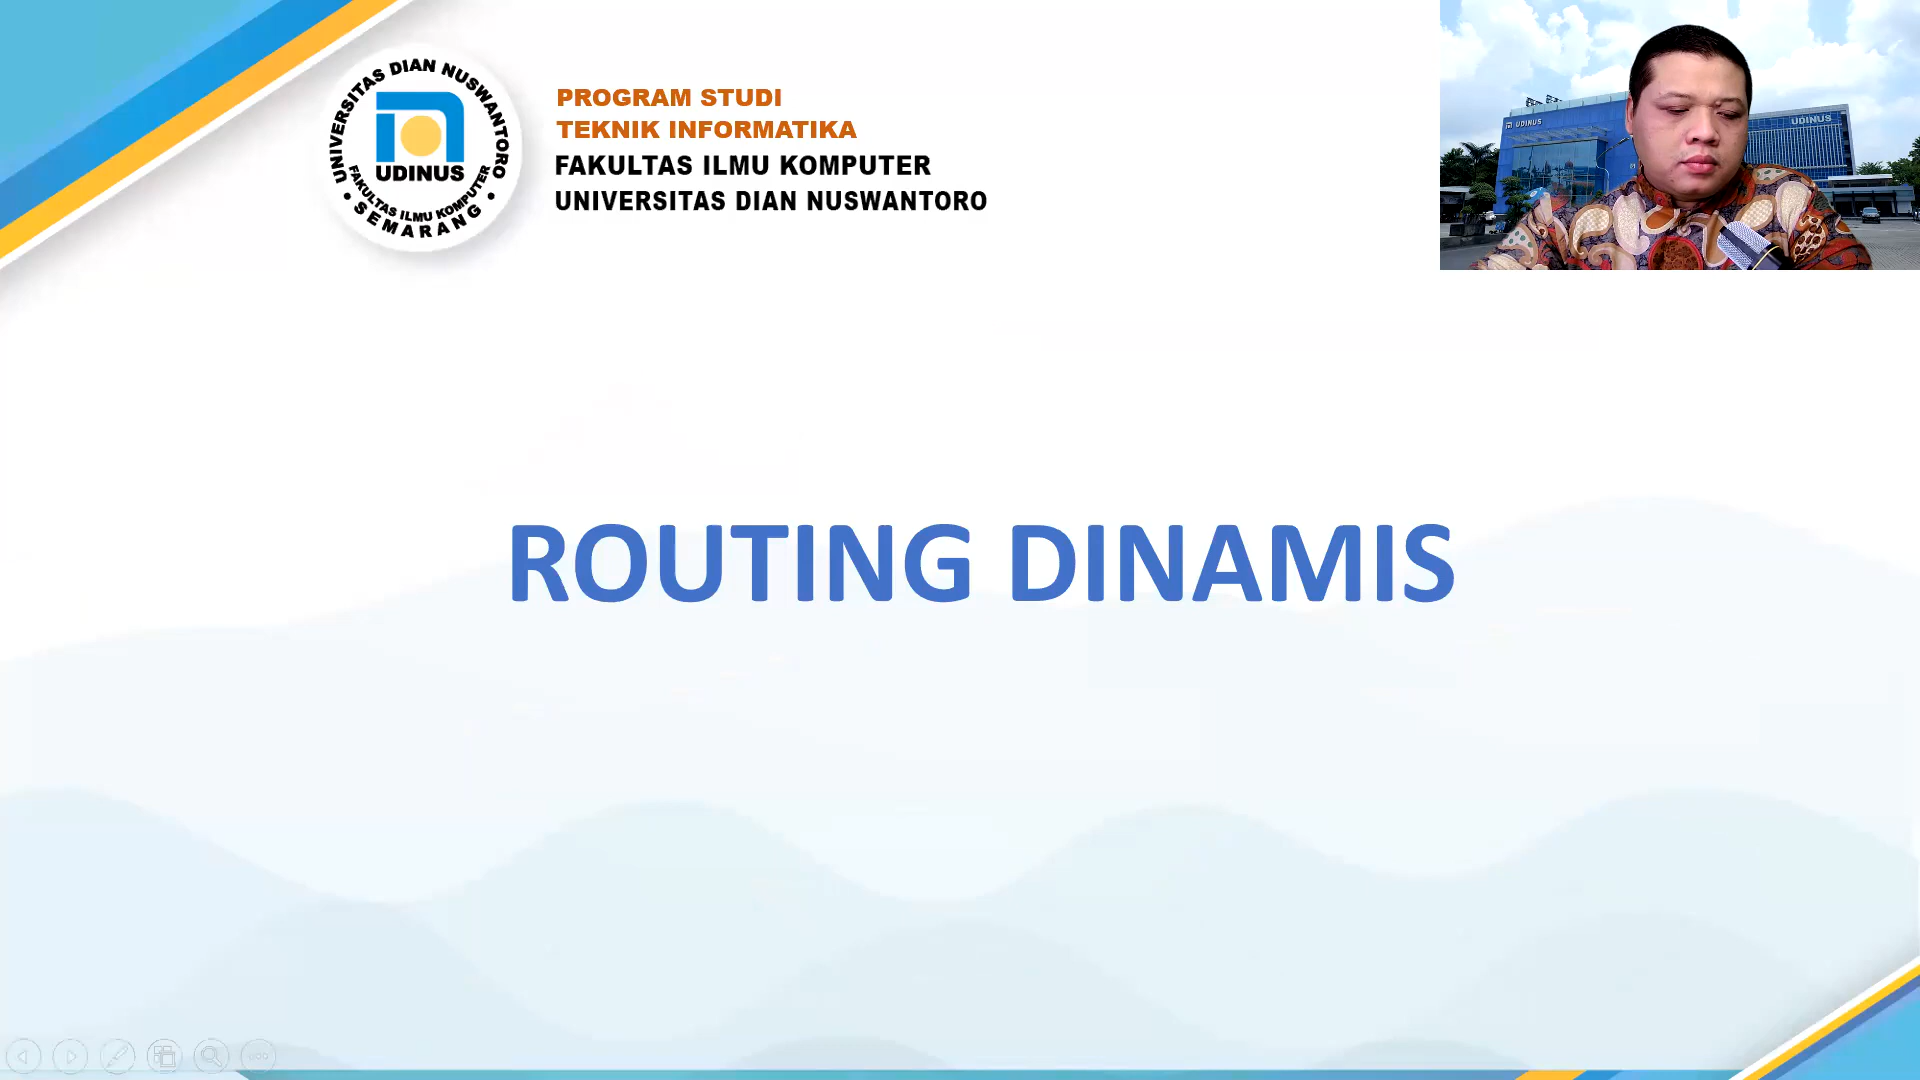 UNIVERSITAS DIAN NUSWANTORO
UDINUS
FAKULTAS ILMU KOMPUTER
• SEMARANG •
PROGRAM STUDI
TEKNIK INFORMATIKA
FAKULTAS ILMU KOMPUTER
UNIVERSITAS DIAN NUSWANTORO
UDINUS
UDINUS
ROUTING DINAMIS